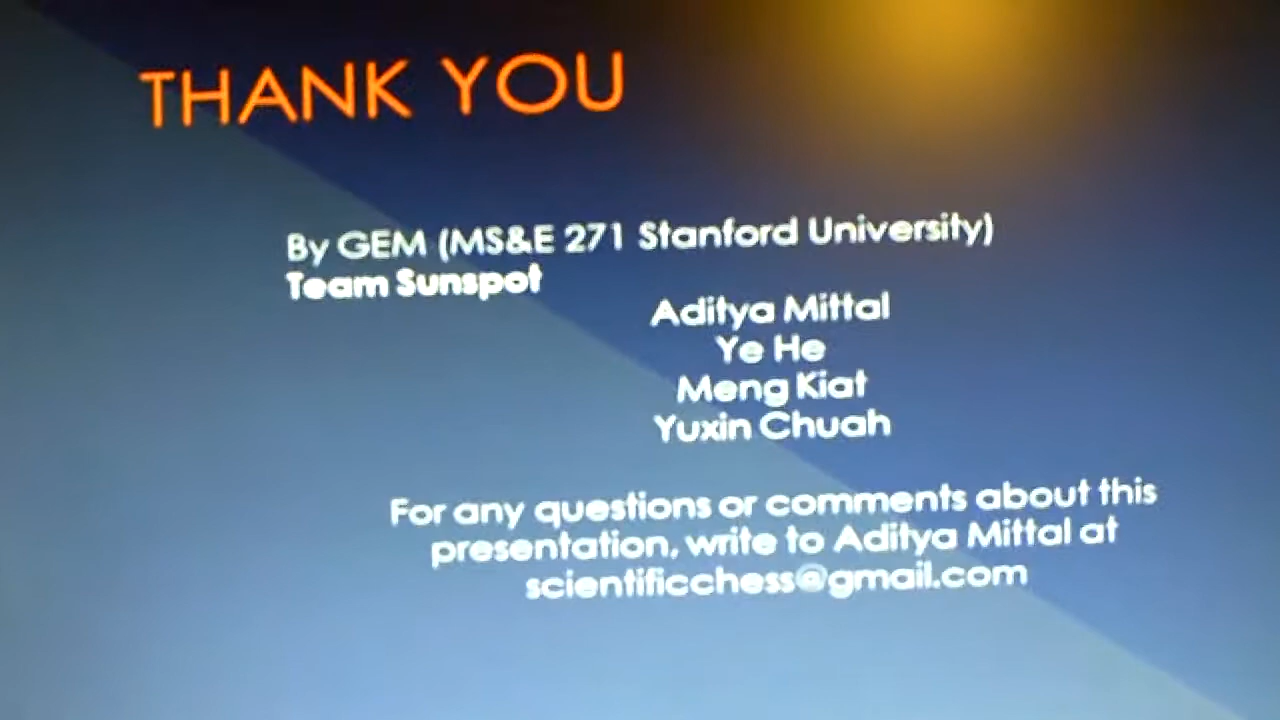 THANK YOU
By GEM (MS&E 271 Stanford University)
Team Sunspot
Aditya Mittal
Ye He
Meng Kiat
Yuxin Chuah
For any questions or comments about this
presentation, write to Aditya Mittal at
scientificchess@gmail.com